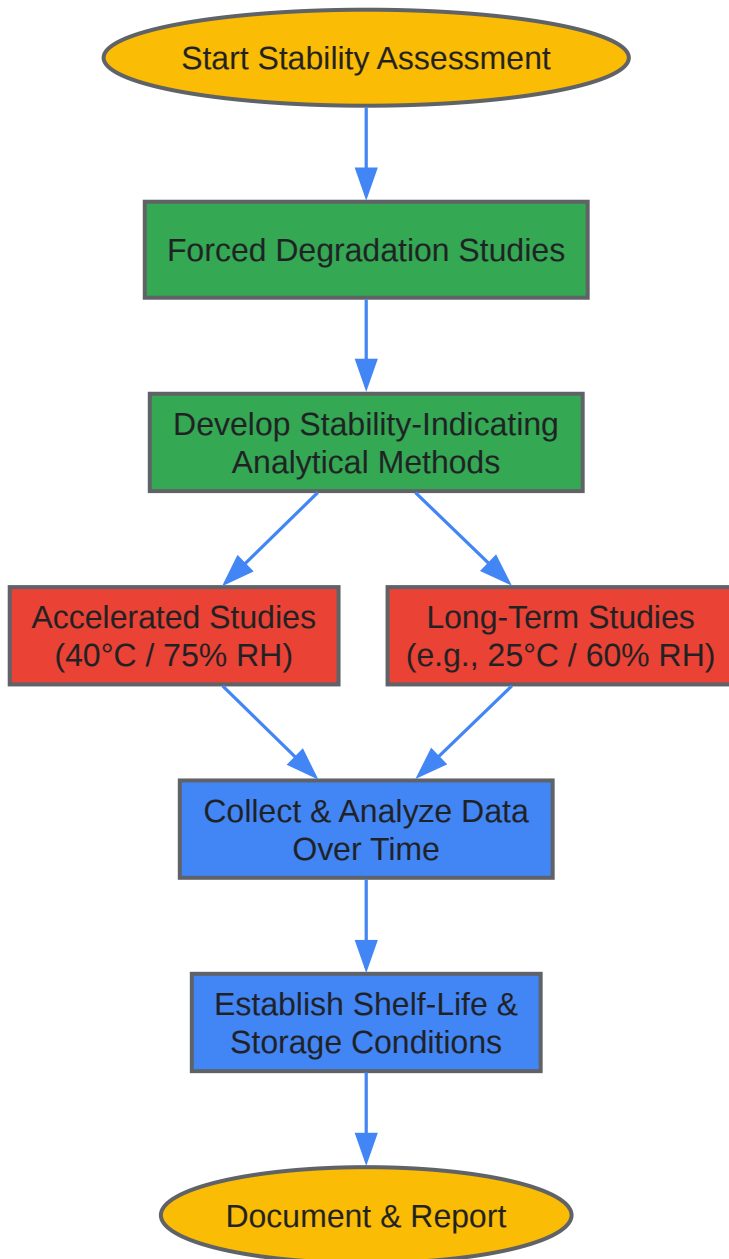 Start Stability Assessment
Forced Degradation Studies
Develop Stability-Indicating
Analytical Methods
Accelerated Studies
(40°C / 75% RH)
Long-Term Studies
(e.g., 25°C / 60% RH)
Collect & Analyze Data
Over Time
Establish Shelf-Life &
Storage Conditions
Document & Report